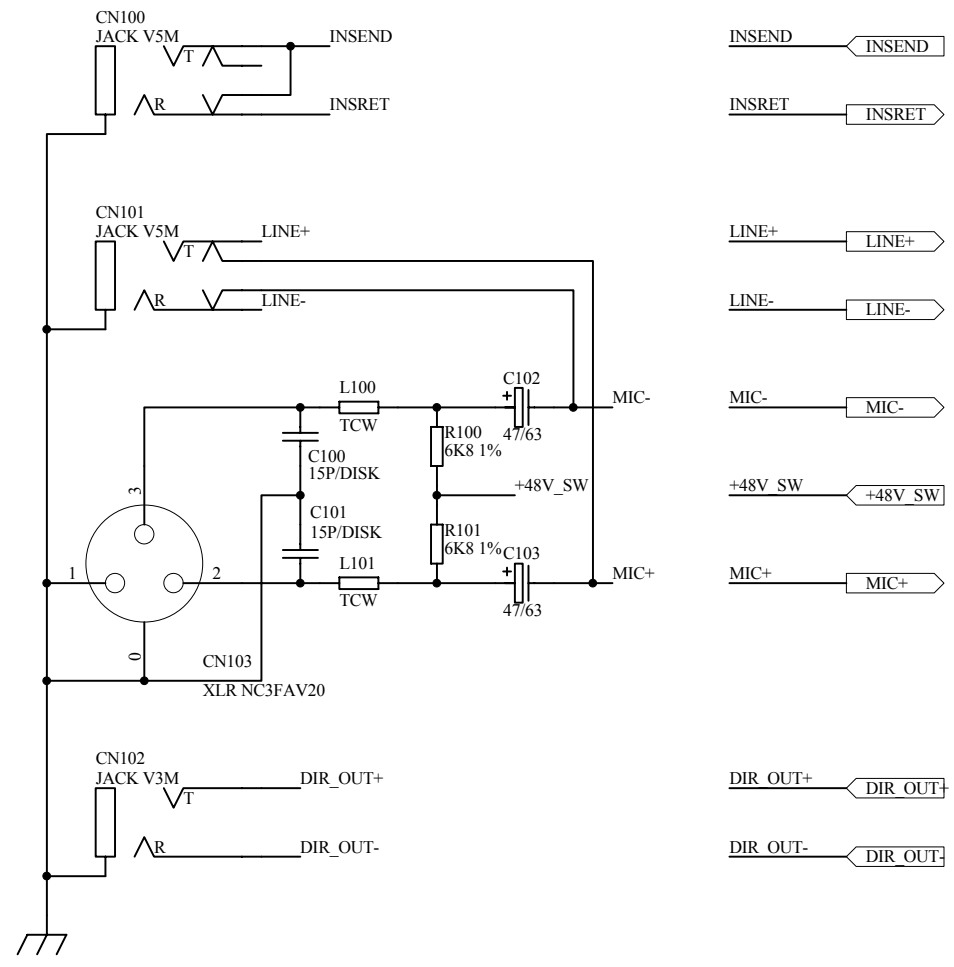 CN100
JACK V5M
T
INSEND
R
INSRET
INSEND
INSEND
INSRET
INSRET
CN101
JACK V5M
T
LINE+
R
LINE-
LINE+
LINE+
LINE-
LINE-
L100
TCW
C102
+
47/63
MIC-
MIC-
MIC-
C100
15P/DISK
R100
6K8 1%
3
+48V_SW
+48V_SW
+48V_SW
C101
15P/DISK
R101
6K8 1%
L101
TCW
C103
+
47/63
1
2
MIC+
MIC+
MIC+
0
CN103
XLR NC3FAV20
CN102
JACK V3M
T
DIR_OUT+
R
DIR_OUT-
DIR_OUT+
DIR_OUT+
DIR_OUT-
DIR_OUT-